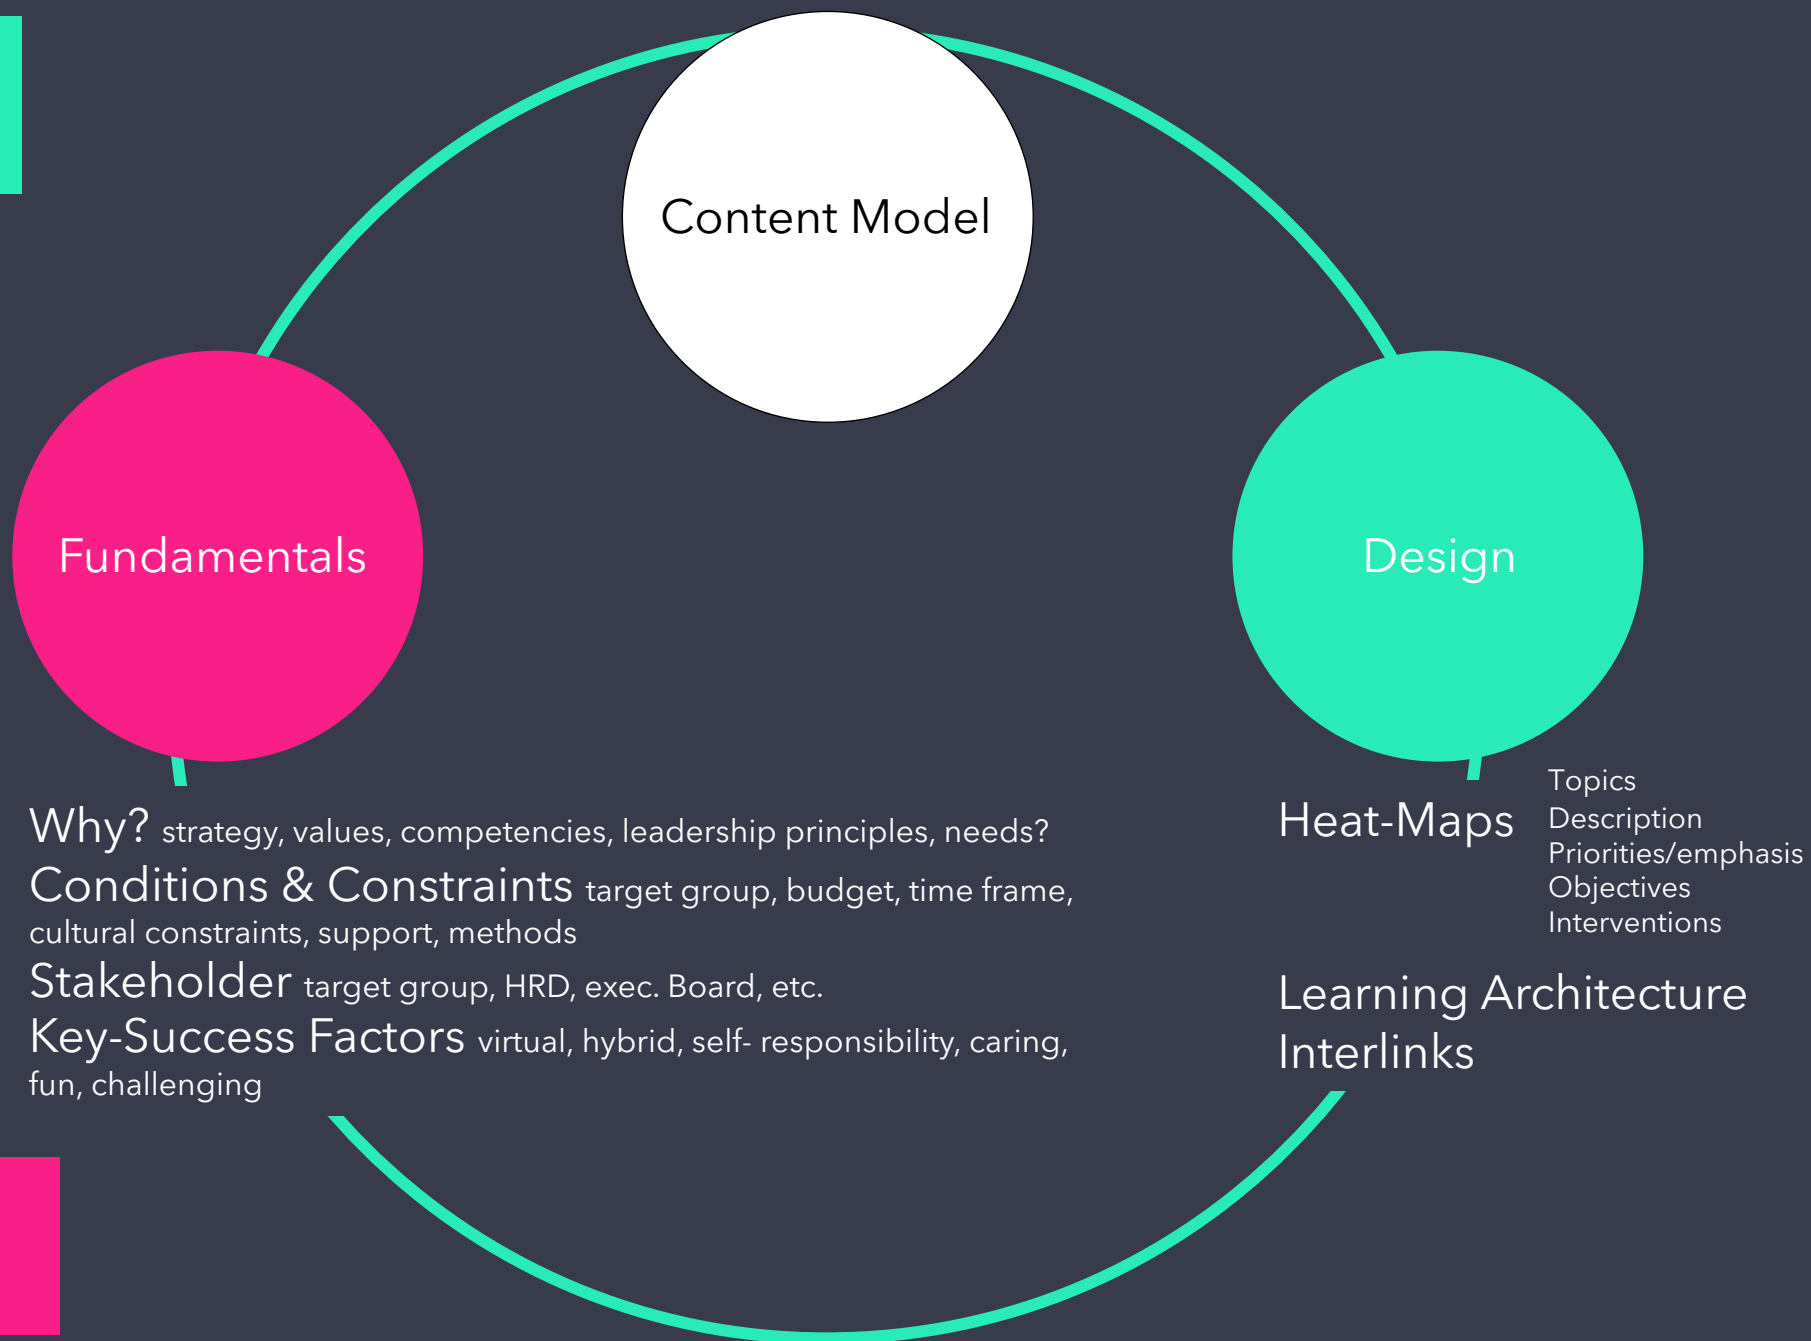 Content Model
Fundamentals
Design
Why? strategy, values, competencies, leadership principles, needs?
Conditions & Constraints target group, budget, time frame,
cultural constraints, support, methods
Stakeholder target group, HRD, exec. Board, etc.
Key-Success Factors virtual, hybrid, self- responsibility, caring,
fun, challenging
Heat-Maps
Topics
Description
Priorities/emphasis
Objectives
Interventions
Learning Architecture
Interlinks